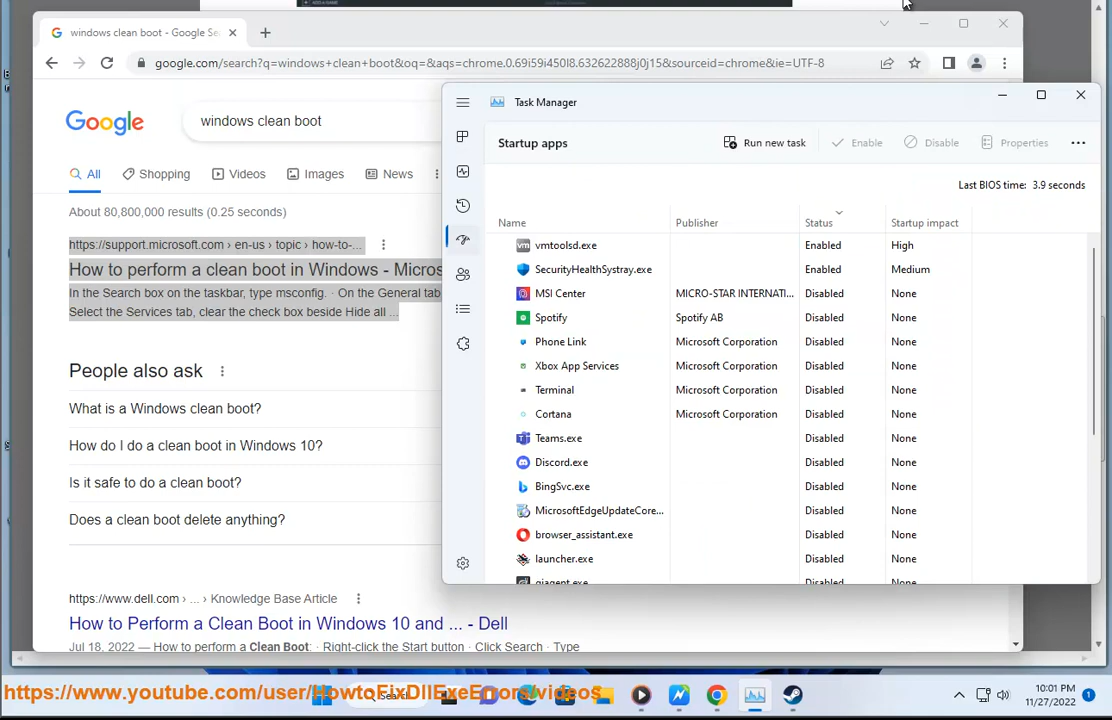 ADD A GAME
windows clean boot - Google Se
google.com/search?q=windows+clean+boot&oq=&aqs=chrome.0.69i59i450l8.632622888j0j15&sourceid=chrome&ie=UTF-8
Google
windows clean boot
All
Shopping
Videos
Images
News
About 80,800,000 results (0.25 seconds)
https://support.microsoft.com › en-us › topic › how-to-...
How to perform a clean boot in Windows - Micros
In the Search box on the taskbar, type msconfig. · On the General tab
Select the Services tab, clear the check box beside Hide all ...
People also ask
What is a Windows clean boot?
How do I do a clean boot in Windows 10?
Is it safe to do a clean boot?
Does a clean boot delete anything?
https://www.dell.com › ... › Knowledge Base Article
How to Perform a Clean Boot in Windows 10 and ... - Dell
Jul 18, 2022 — How to perform a Clean Boot: · Right-click the Start button · Click Search · Type
Task Manager
Startup apps
Run new task
Enable
Disable
Properties
Last BIOS time: 3.9 seconds
Name Publisher Status Startup impact
vmtoolsd.exe Enabled High
SecurityHealthSystray.exe Enabled Medium
MSI Center MICRO-STAR INTERNATI... Disabled None
Spotify Spotify AB Disabled None
Phone Link Microsoft Corporation Disabled None
Xbox App Services Microsoft Corporation Disabled None
Terminal Microsoft Corporation Disabled None
Cortana Microsoft Corporation Disabled None
Teams.exe Disabled None
Discord.exe Disabled None
BingSvc.exe Disabled None
MicrosoftEdgeUpdateCore... Disabled None
browser_assistant.exe Disabled None
launcher.exe Disabled None
Disabled None
https://www.youtube.com/user/HowtoFixDllExeErrors/videos
Search
10:01 PM
11/27/2022
1